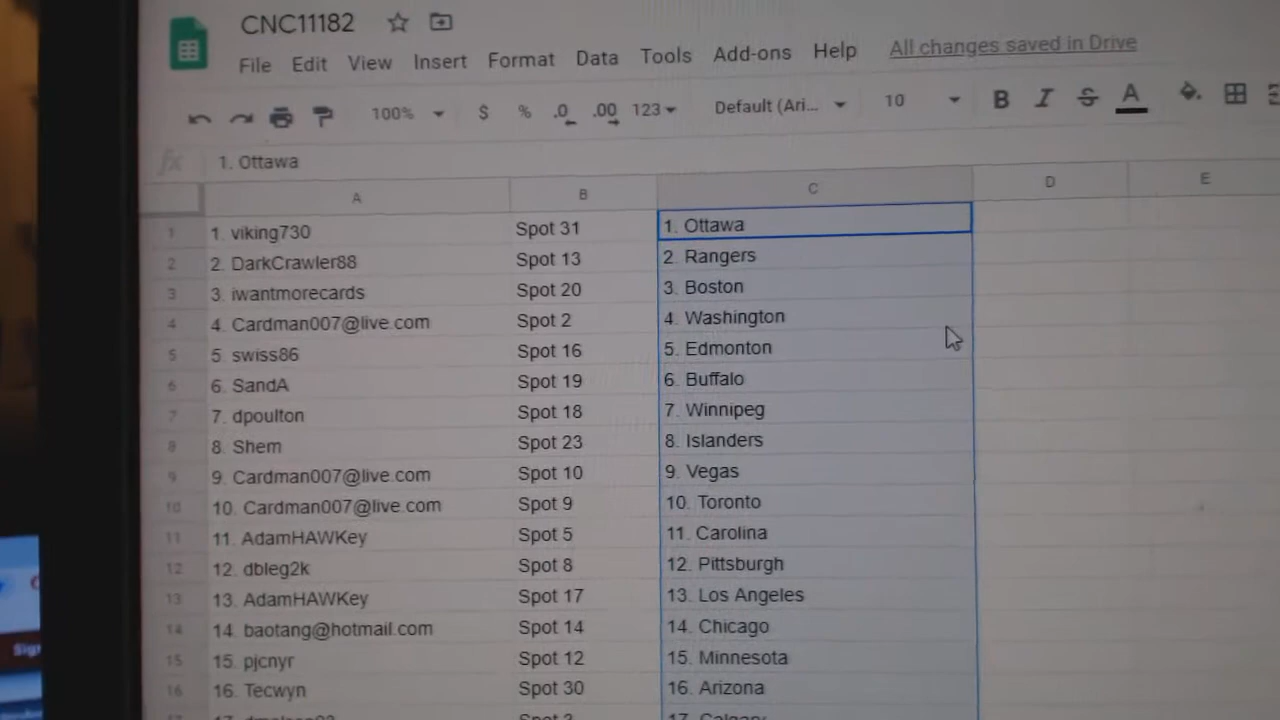 CNC11182
File Edit View Insert Format Data Tools Add-ons Help All changes saved in Drive
100% $ % .0 .00 123 Default (Ari... 10 B I S A
fx 1. Ottawa
A B C D E
1 1. viking730 Spot 31 1. Ottawa
2 2. DarkCrawler88 Spot 13 2. Rangers
3 3. iwantmorecards Spot 20 3. Boston
4 4. Cardman007@live.com Spot 2 4. Washington
5 5. swiss86 Spot 16 5. Edmonton
6 6. SandA Spot 19 6. Buffalo
7 7. dpoulton Spot 18 7. Winnipeg
8 8. Shem Spot 23 8. Islanders
9 9. Cardman007@live.com Spot 10 9. Vegas
10 10. Cardman007@live.com Spot 9 10. Toronto
11 11. AdamHAWKey Spot 5 11. Carolina
12 12. dbleg2k Spot 8 12. Pittsburgh
13 13. AdamHAWKey Spot 17 13. Los Angeles
14 14. baotang@hotmail.com Spot 14 14. Chicago
15 15. pjcnyr Spot 12 15. Minnesota
16 16. Tecwyn Spot 30 16. Arizona
17. Calgary